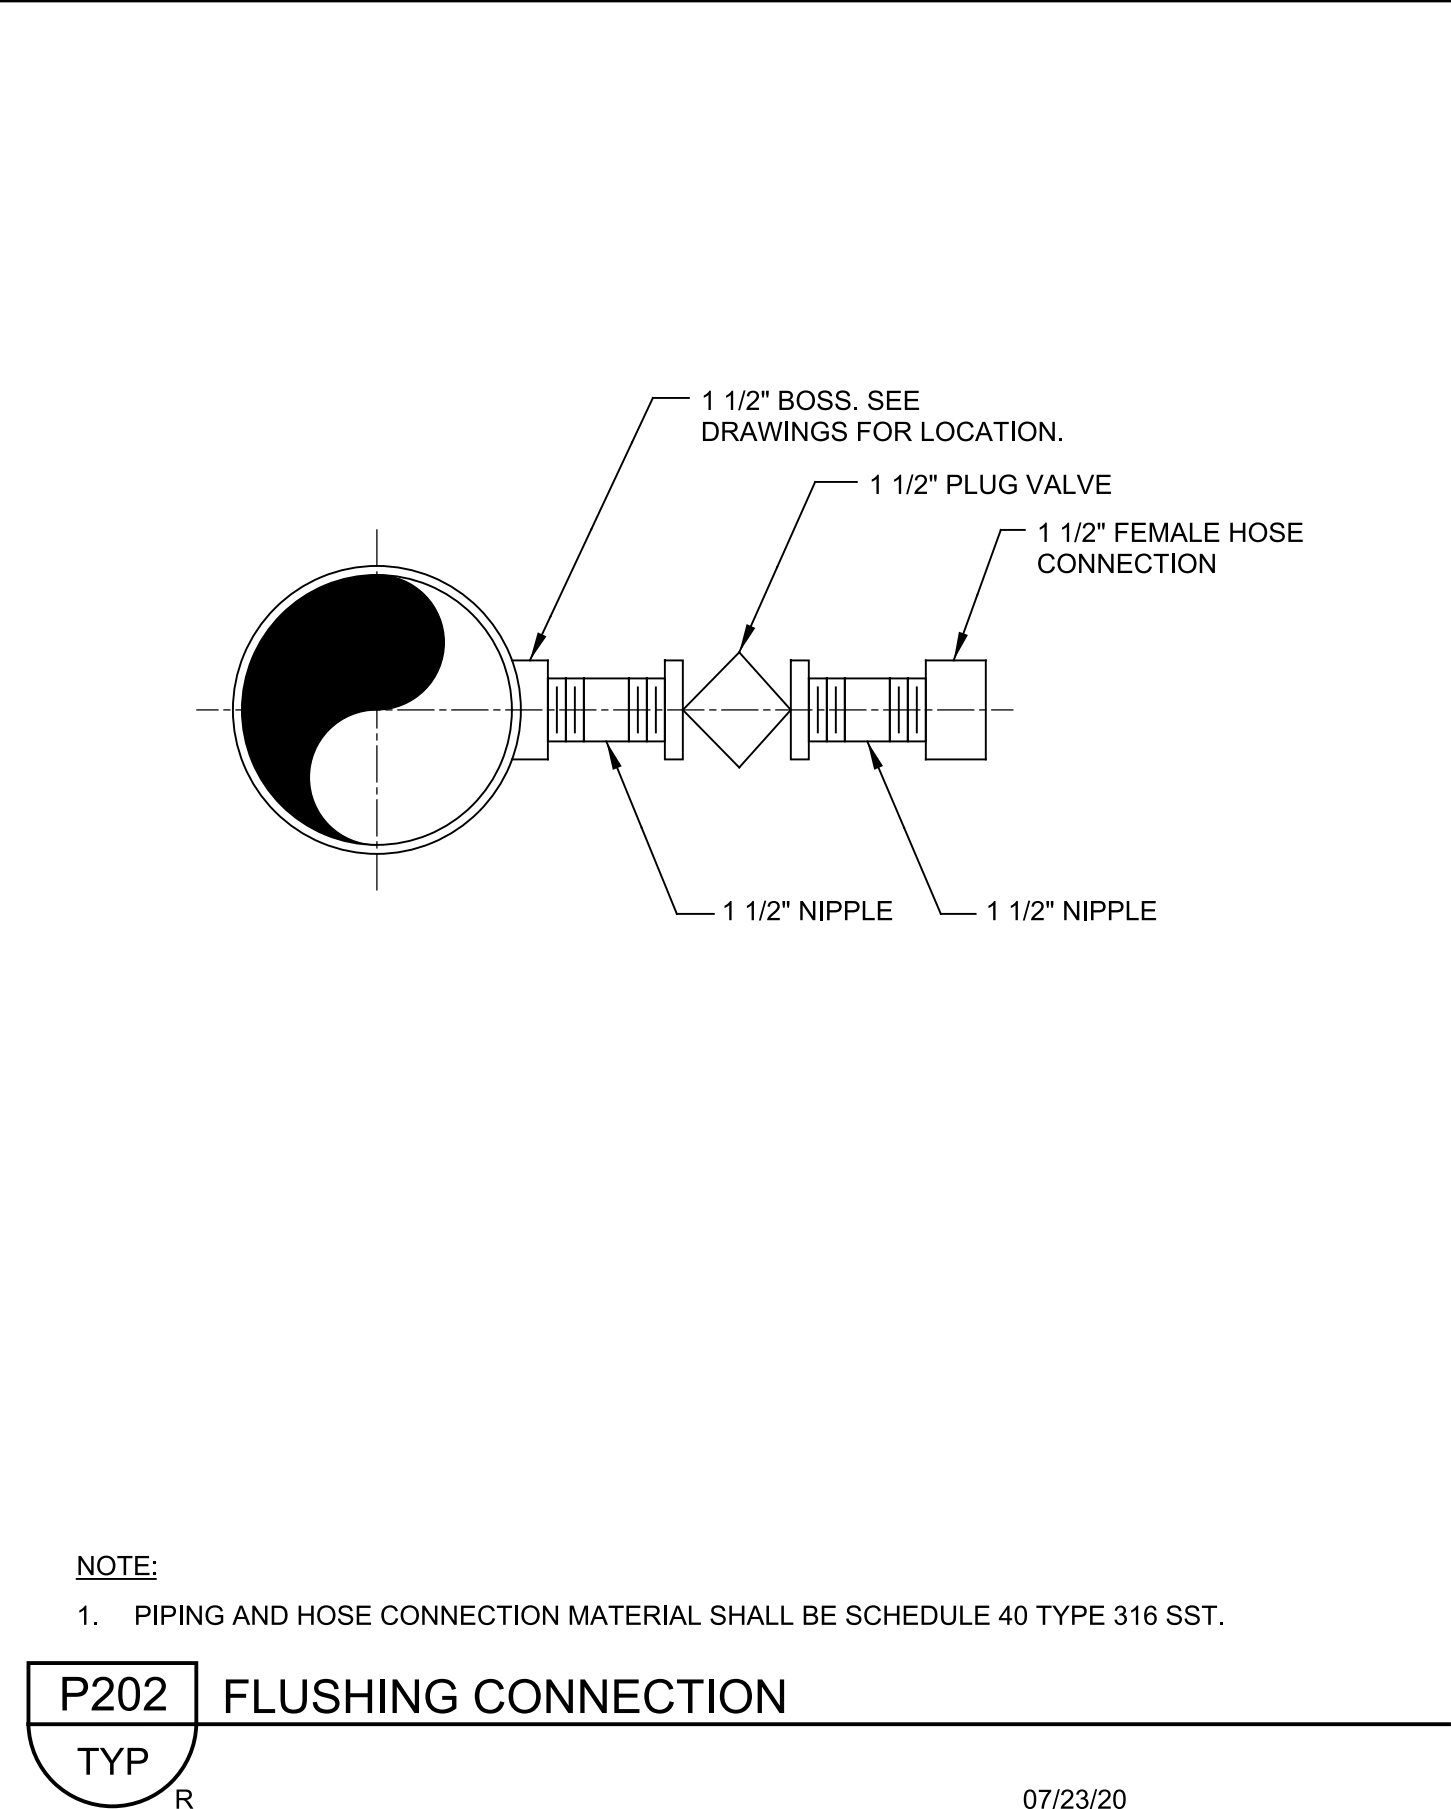 1 1/2" BOSS. SEE
DRAWINGS FOR LOCATION.
1 1/2" PLUG VALVE
1 1/2" FEMALE HOSE
CONNECTION
1 1/2" NIPPLE
1 1/2" NIPPLE
NOTE:
1. PIPING AND HOSE CONNECTION MATERIAL SHALL BE SCHEDULE 40 TYPE 316 SST.
P202
FLUSHING CONNECTION
TYP
R
07/23/20